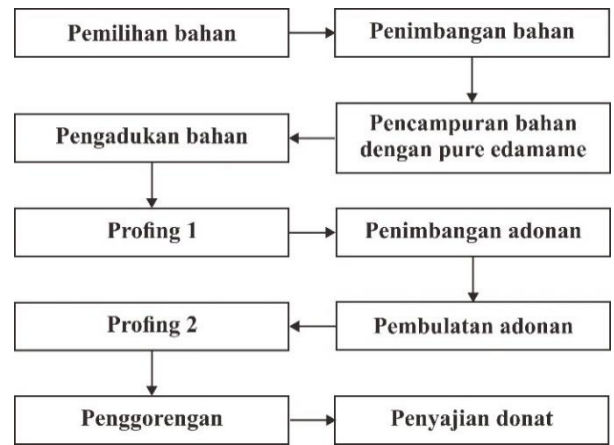 Pemilihan bahan
Penimbangan bahan
Pencampuran bahan
dengan pure edamame
Pengadukan bahan
Profing 1
Penimbangan adonan
Pembulatan adonan
Profing 2
Penggorengan
Penyajian donat